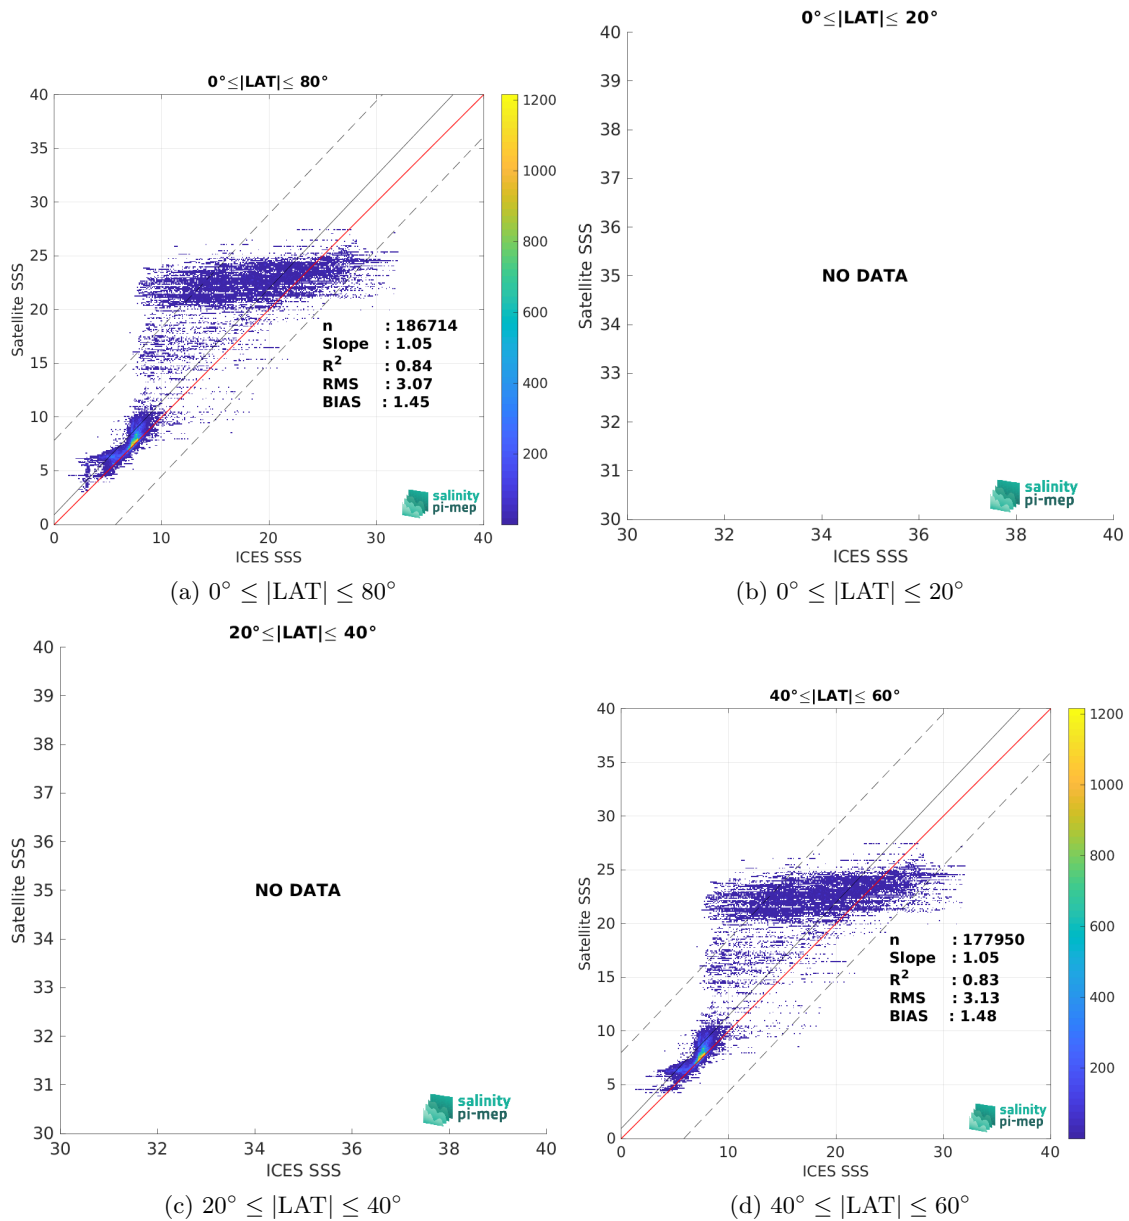 0°≤|LAT|≤ 80°
40
35
30
25
20
15
10
5
0
0
10
20
30
40
Satellite SSS
ICES SSS
n : 186714
Slope : 1.05
R² : 0.84
RMS : 3.07
BIAS : 1.45
1200
1000
800
600
400
200
salinity
pi-mep
(a) 0° ≤ |LAT| ≤ 80°
0°≤|LAT|≤ 20°
40
39
38
37
36
35
34
33
32
31
30
30
32
34
36
38
40
Satellite SSS
ICES SSS
NO DATA
salinity
pi-mep
(b) 0° ≤ |LAT| ≤ 20°
20°≤|LAT|≤ 40°
40
39
38
37
36
35
34
33
32
31
30
30
32
34
36
38
40
Satellite SSS
ICES SSS
NO DATA
salinity
pi-mep
(c) 20° ≤ |LAT| ≤ 40°
40°≤|LAT|≤ 60°
40
35
30
25
20
15
10
5
0
0
10
20
30
40
Satellite SSS
ICES SSS
n : 177950
Slope : 1.05
R² : 0.83
RMS : 3.13
BIAS : 1.48
1200
1000
800
600
400
200
salinity
pi-mep
(d) 40° ≤ |LAT| ≤ 60°